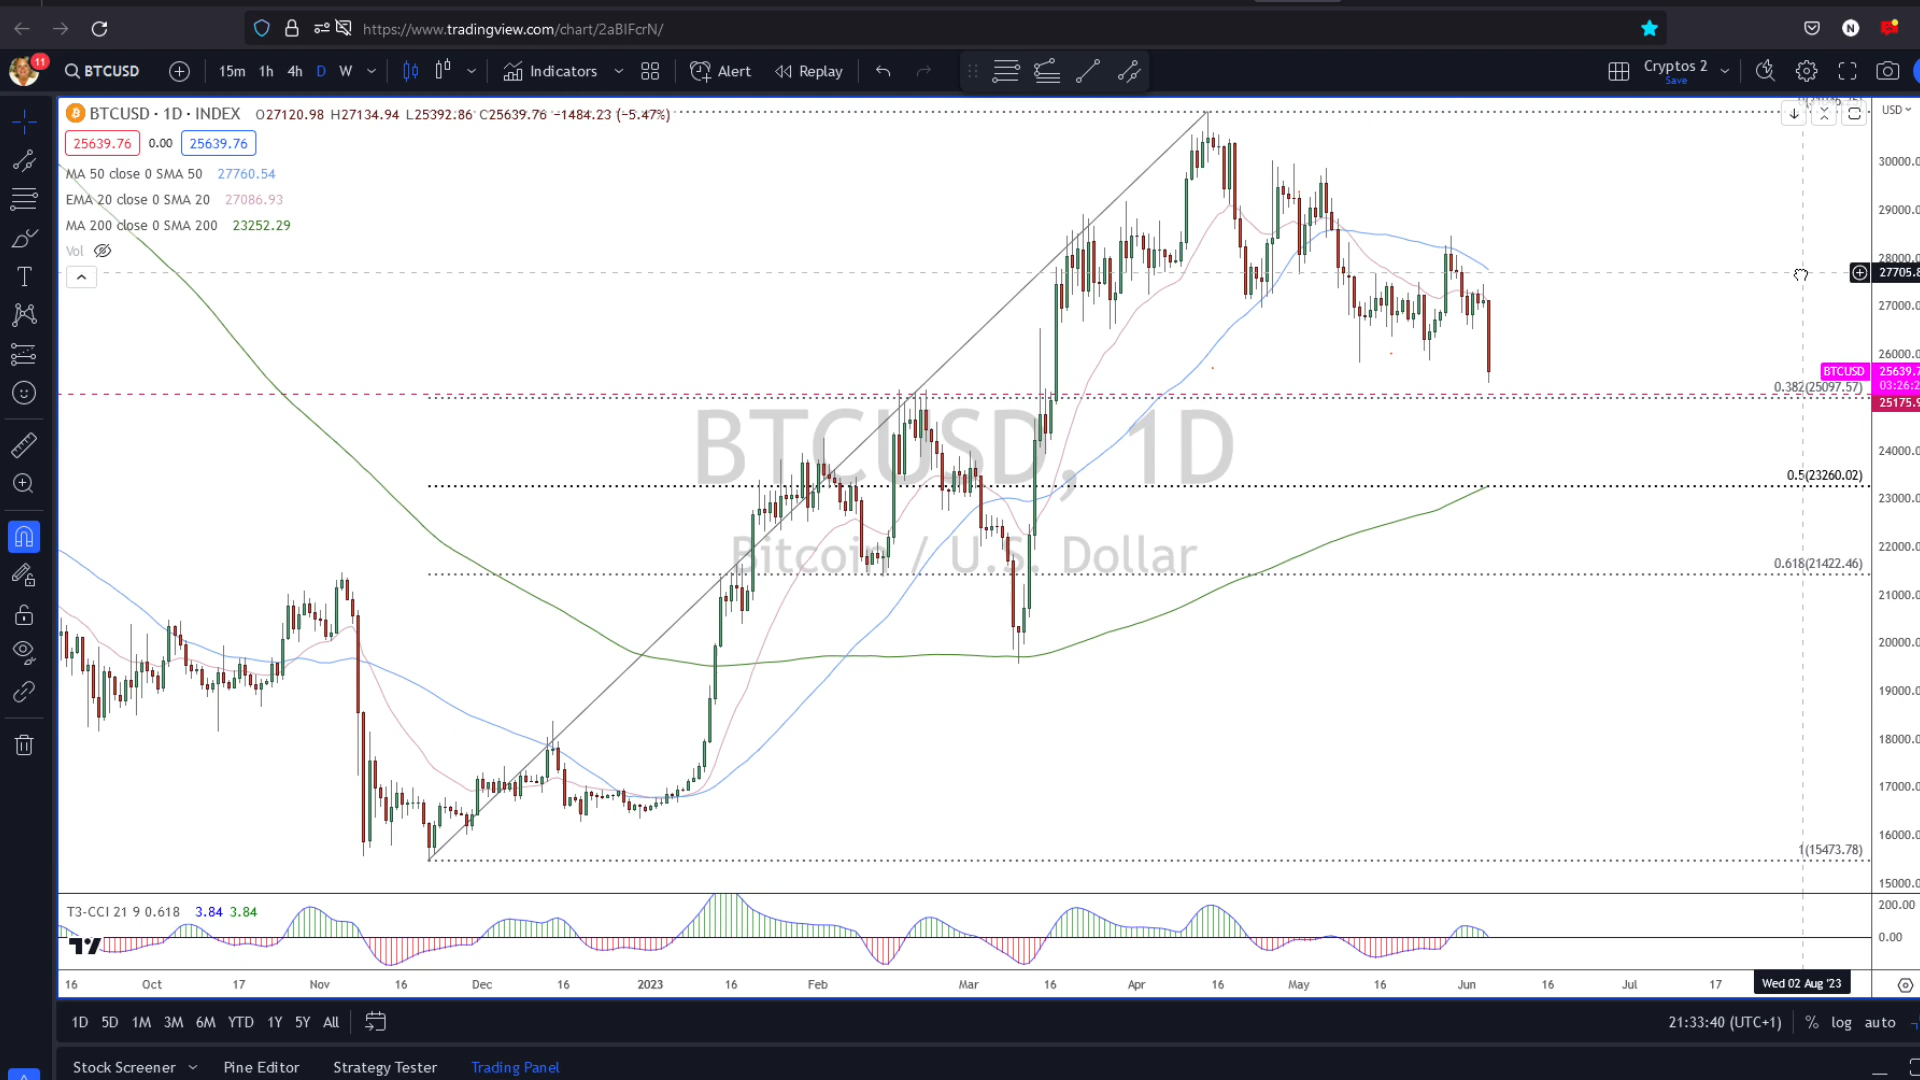 https://www.tradingview.com/chart/2aBIFcrN/
11
BTCUSD
15m 1h 4h D W
Indicators
Alert
Replay
Cryptos 2
Save
BTCUSD · 1D · INDEX O27120.98 H27134.94 L25392.86 C25639.76 −1484.23 (−5.47%)
USD
25639.76 0.00 25639.76
MA 50 close 0 SMA 50 27760.54
EMA 20 close 0 SMA 20 27086.93
MA 200 close 0 SMA 200 23252.29
Vol
30000.0
29000.0
28000.0
27705.8
27000.0
26000.0
BTCUSD 25639.7
03:26:2
0.382(25097.57)
25175.9
BTCUSD, 1D
Bitcoin / U.S. Dollar
24000.0
0.5(23260.02)
23000.0
22000.0
0.618(21422.46)
21000.0
20000.0
19000.0
18000.0
17000.0
16000.0
1(15473.78)
15000.0
T3-CCI 21 9 0.618 3.84 3.84
200.00
0.00
16 Oct 17 Nov 16 Dec 16 2023 16 Feb Mar 16 Apr 16 May 16 Jun 16 Jul 17 Wed 02 Aug '23
1D 5D 1M 3M 6M YTD 1Y 5Y All
21:33:40 (UTC+1) % log auto
Stock Screener Pine Editor Strategy Tester Trading Panel